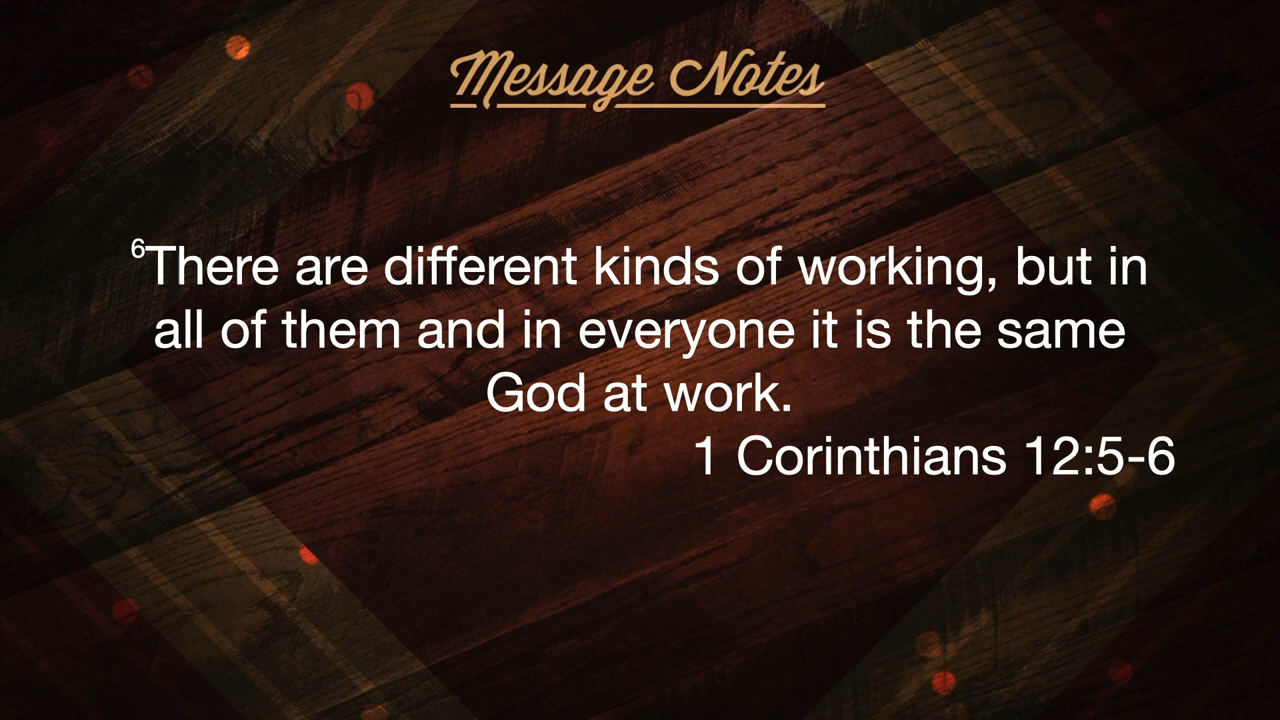 Message Notes
⁶There are different kinds of working, but in
all of them and in everyone it is the same
God at work.
1 Corinthians 12:5-6